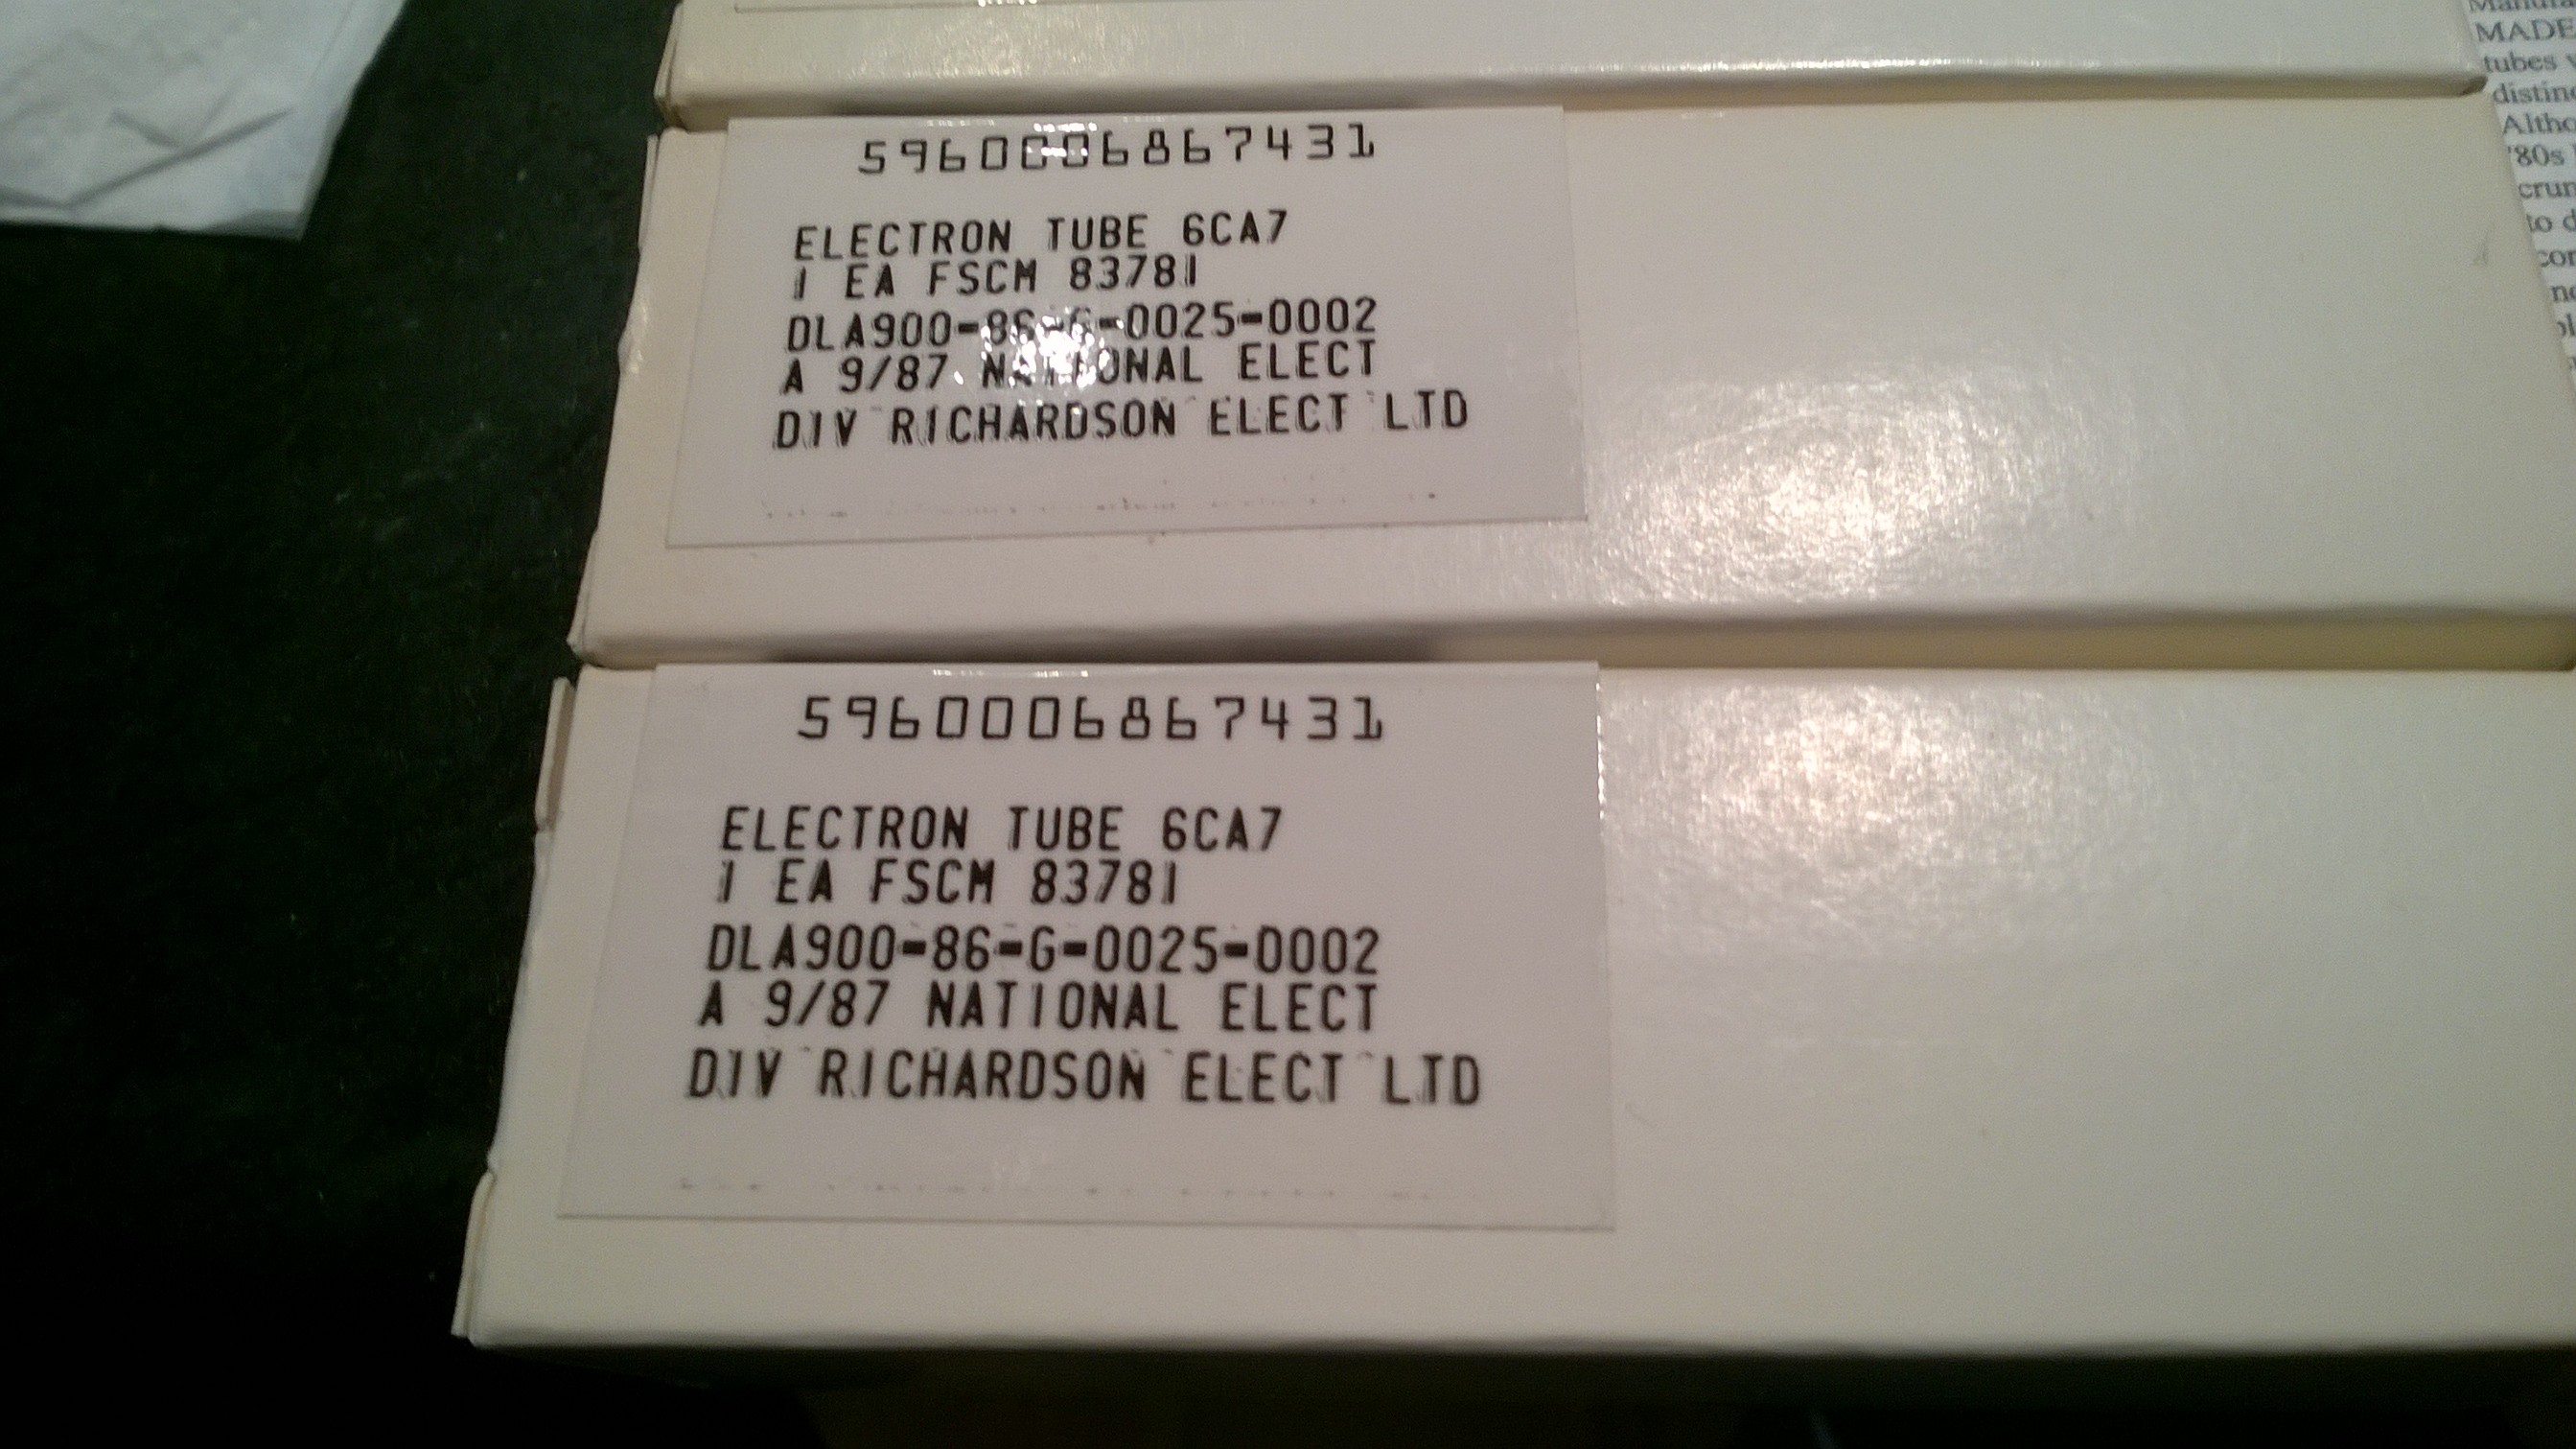 5960006867431
ELECTRON TUBE 6CA7
1 EA FSCM 83781
DLA900-86-G-0025-0002
A 9/87 NATIONAL ELECT
DIV RICHARDSON ELECT LTD
5960006867431
ELECTRON TUBE 6CA7
1 EA FSCM 83781
DLA900-86-G-0025-0002
A 9/87 NATIONAL ELECT
DIV RICHARDSON ELECT LTD
MADE
tubes
'80s
to